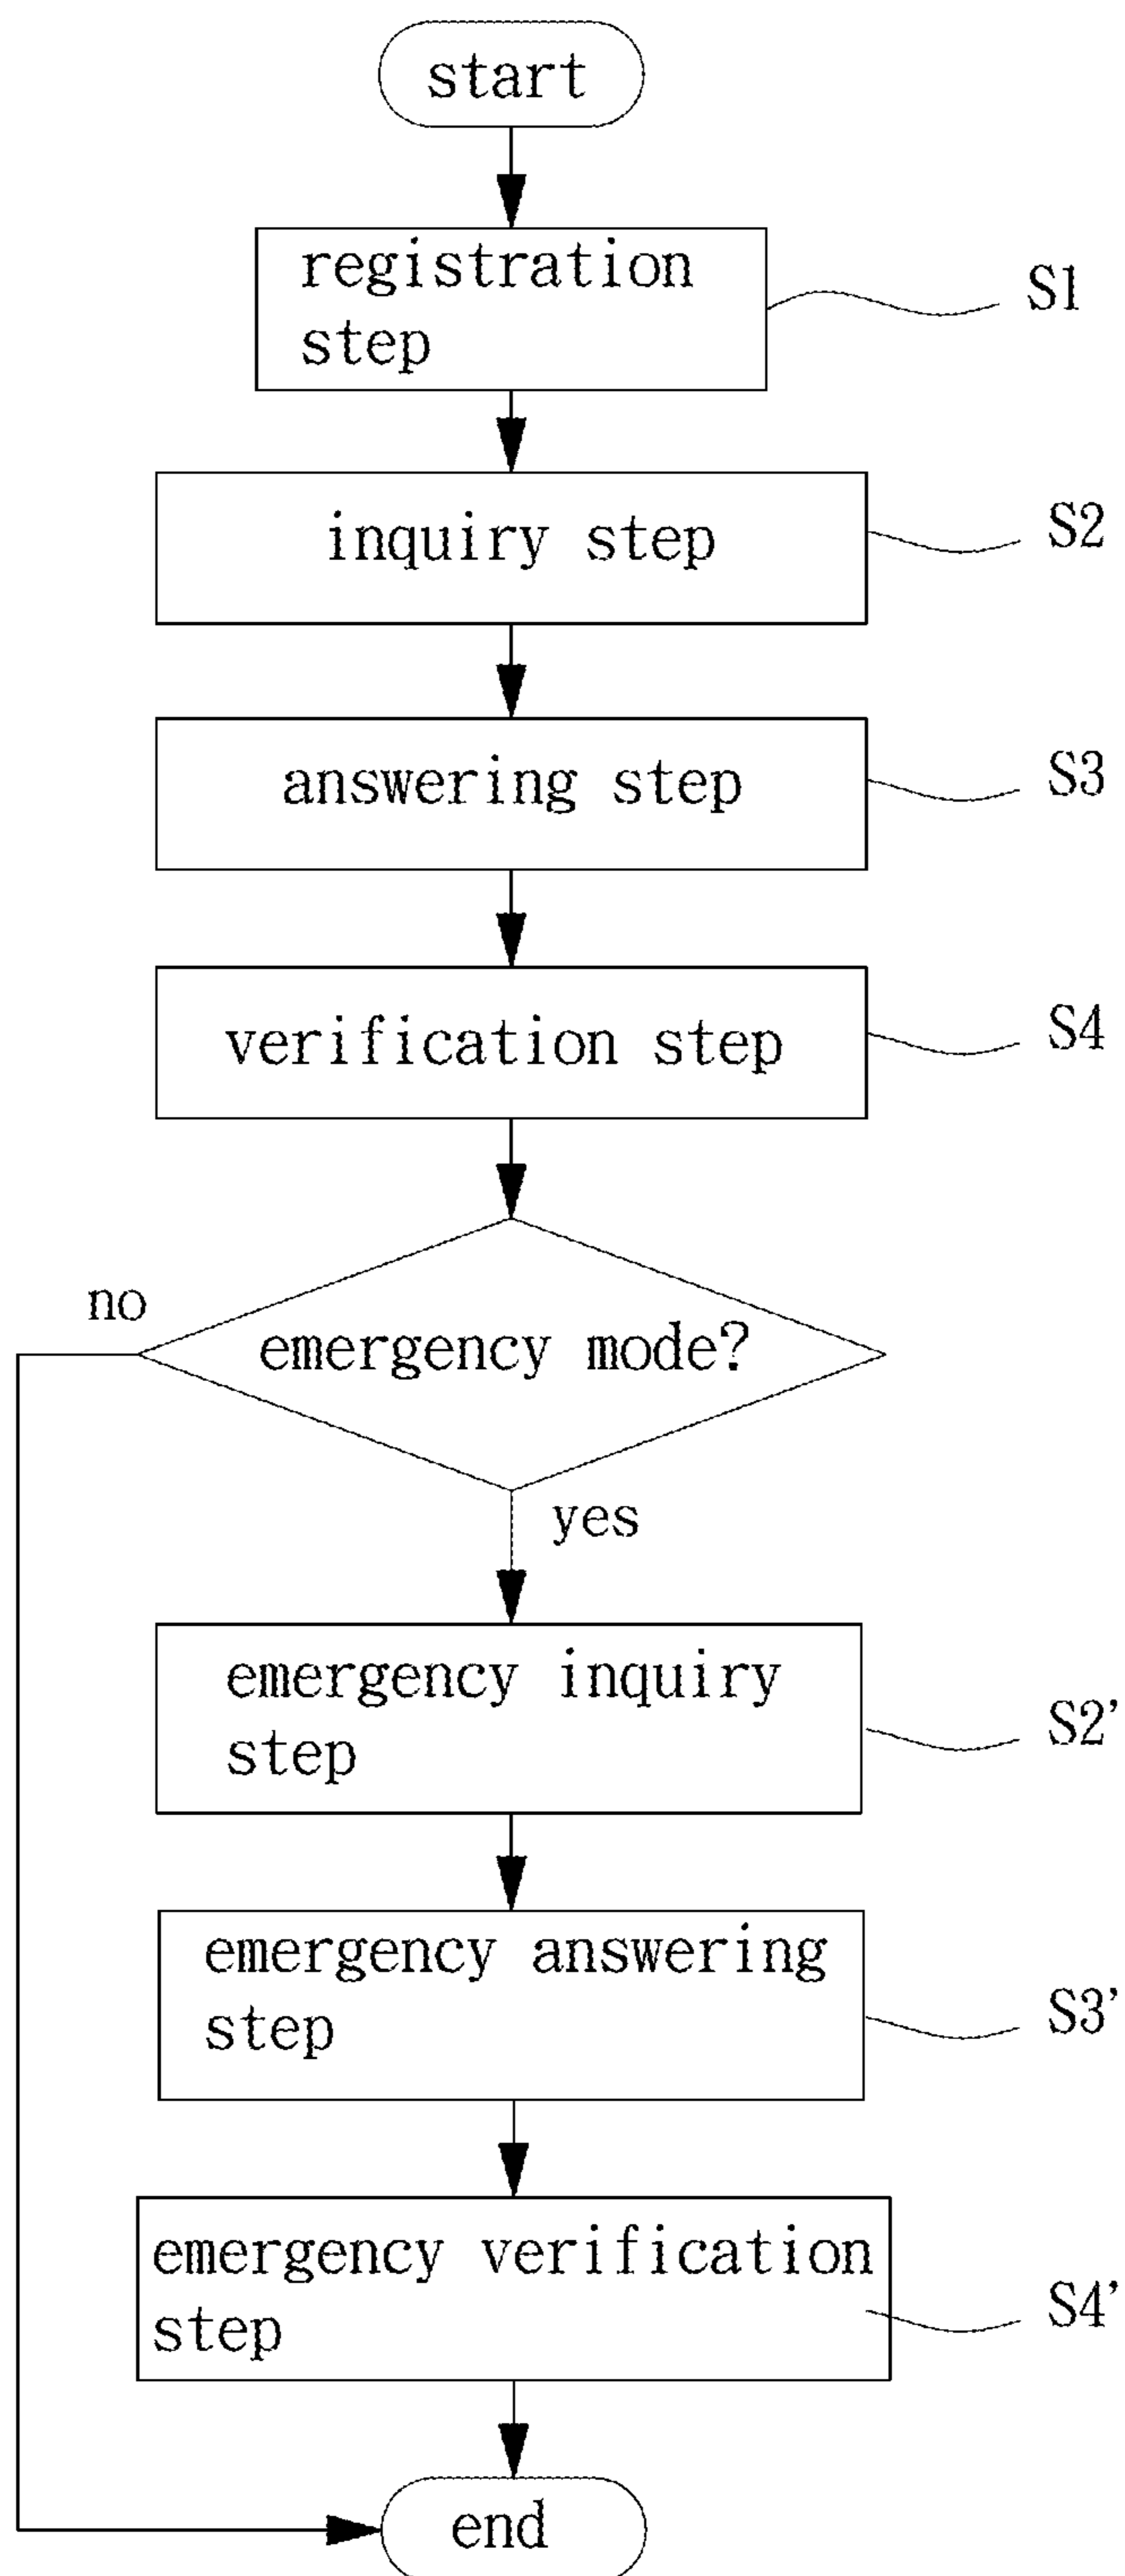 start
registration
step
S1
inquiry step
S2
answering step
S3
verification step
S4
no
emergency mode?
yes
emergency inquiry
step
S2'
emergency answering
step
S3'
emergency verification
step
S4'
end